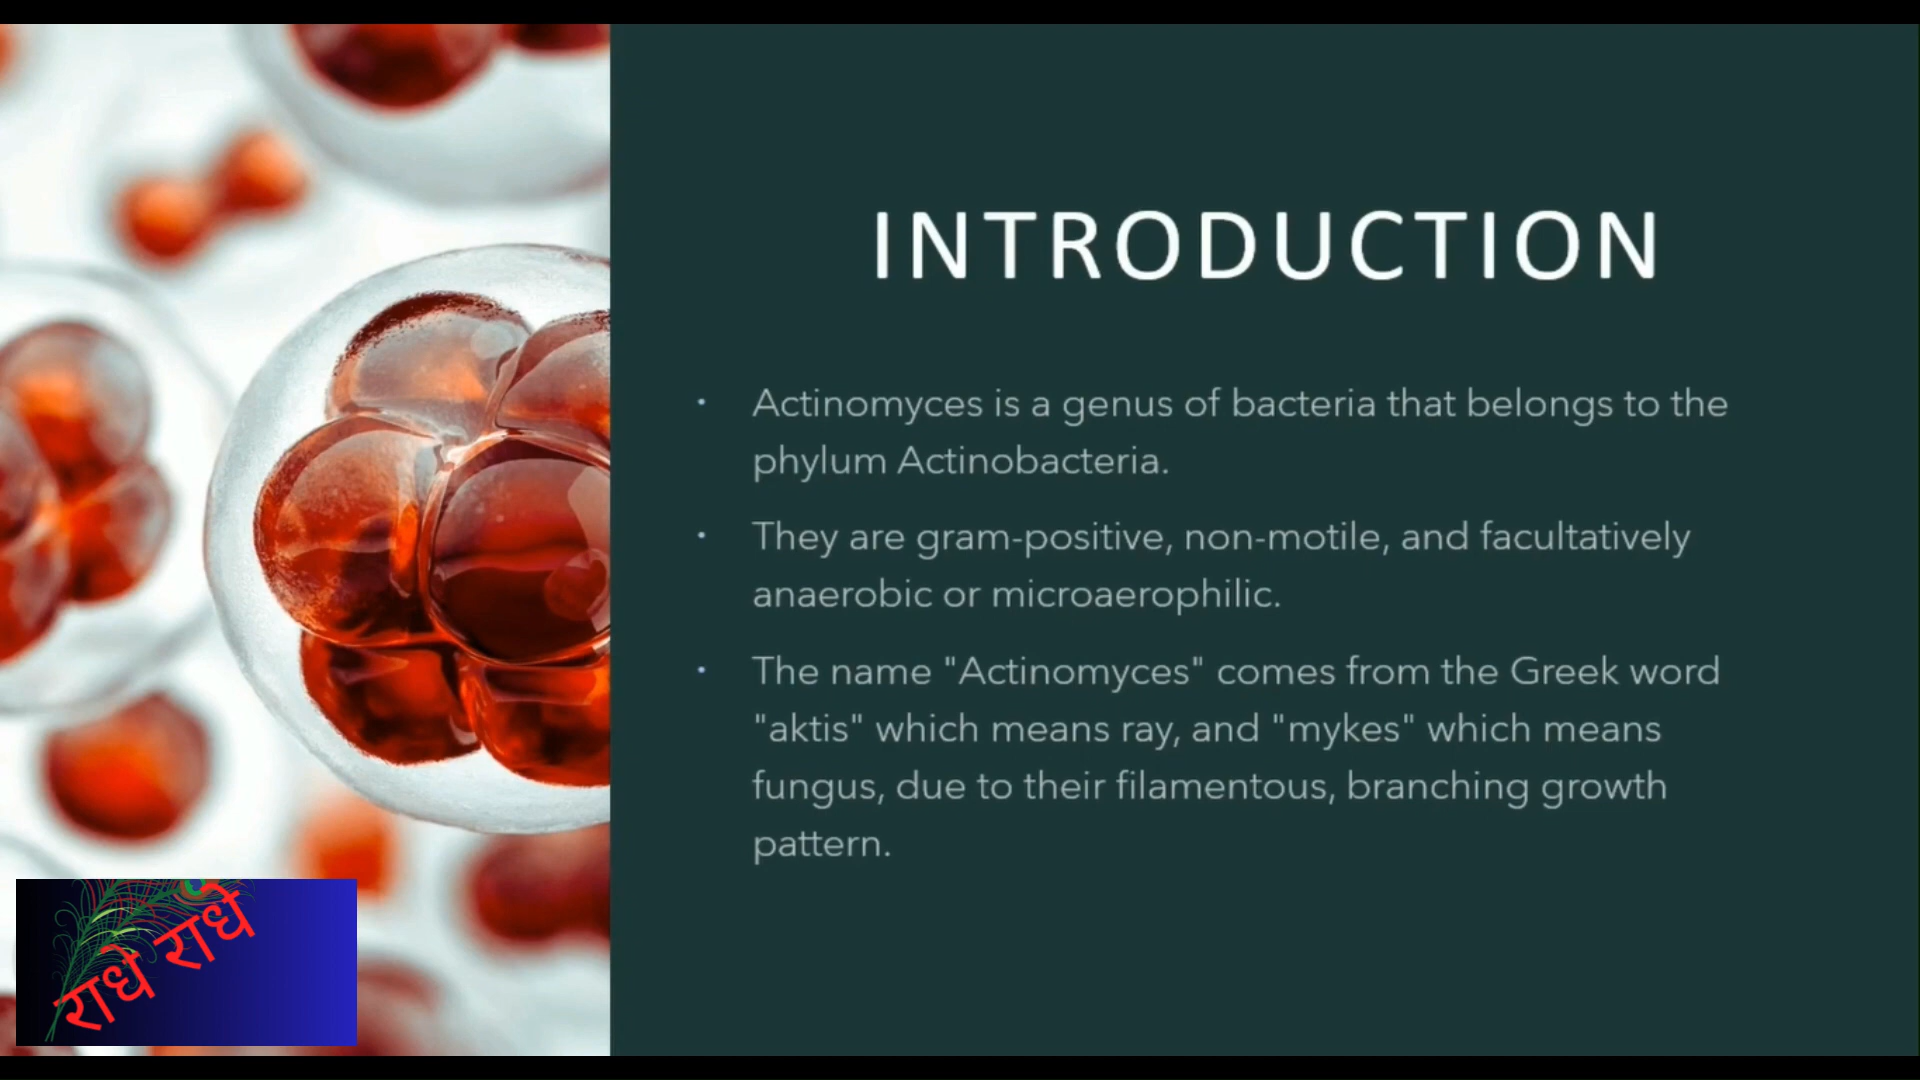 INTRODUCTION
• Actinomyces is a genus of bacteria that belongs to the
phylum Actinobacteria.
• They are gram-positive, non-motile, and facultatively
anaerobic or microaerophilic.
• The name "Actinomyces" comes from the Greek word
"aktis" which means ray, and "mykes" which means
fungus, due to their filamentous, branching growth
pattern.
राधे राधे